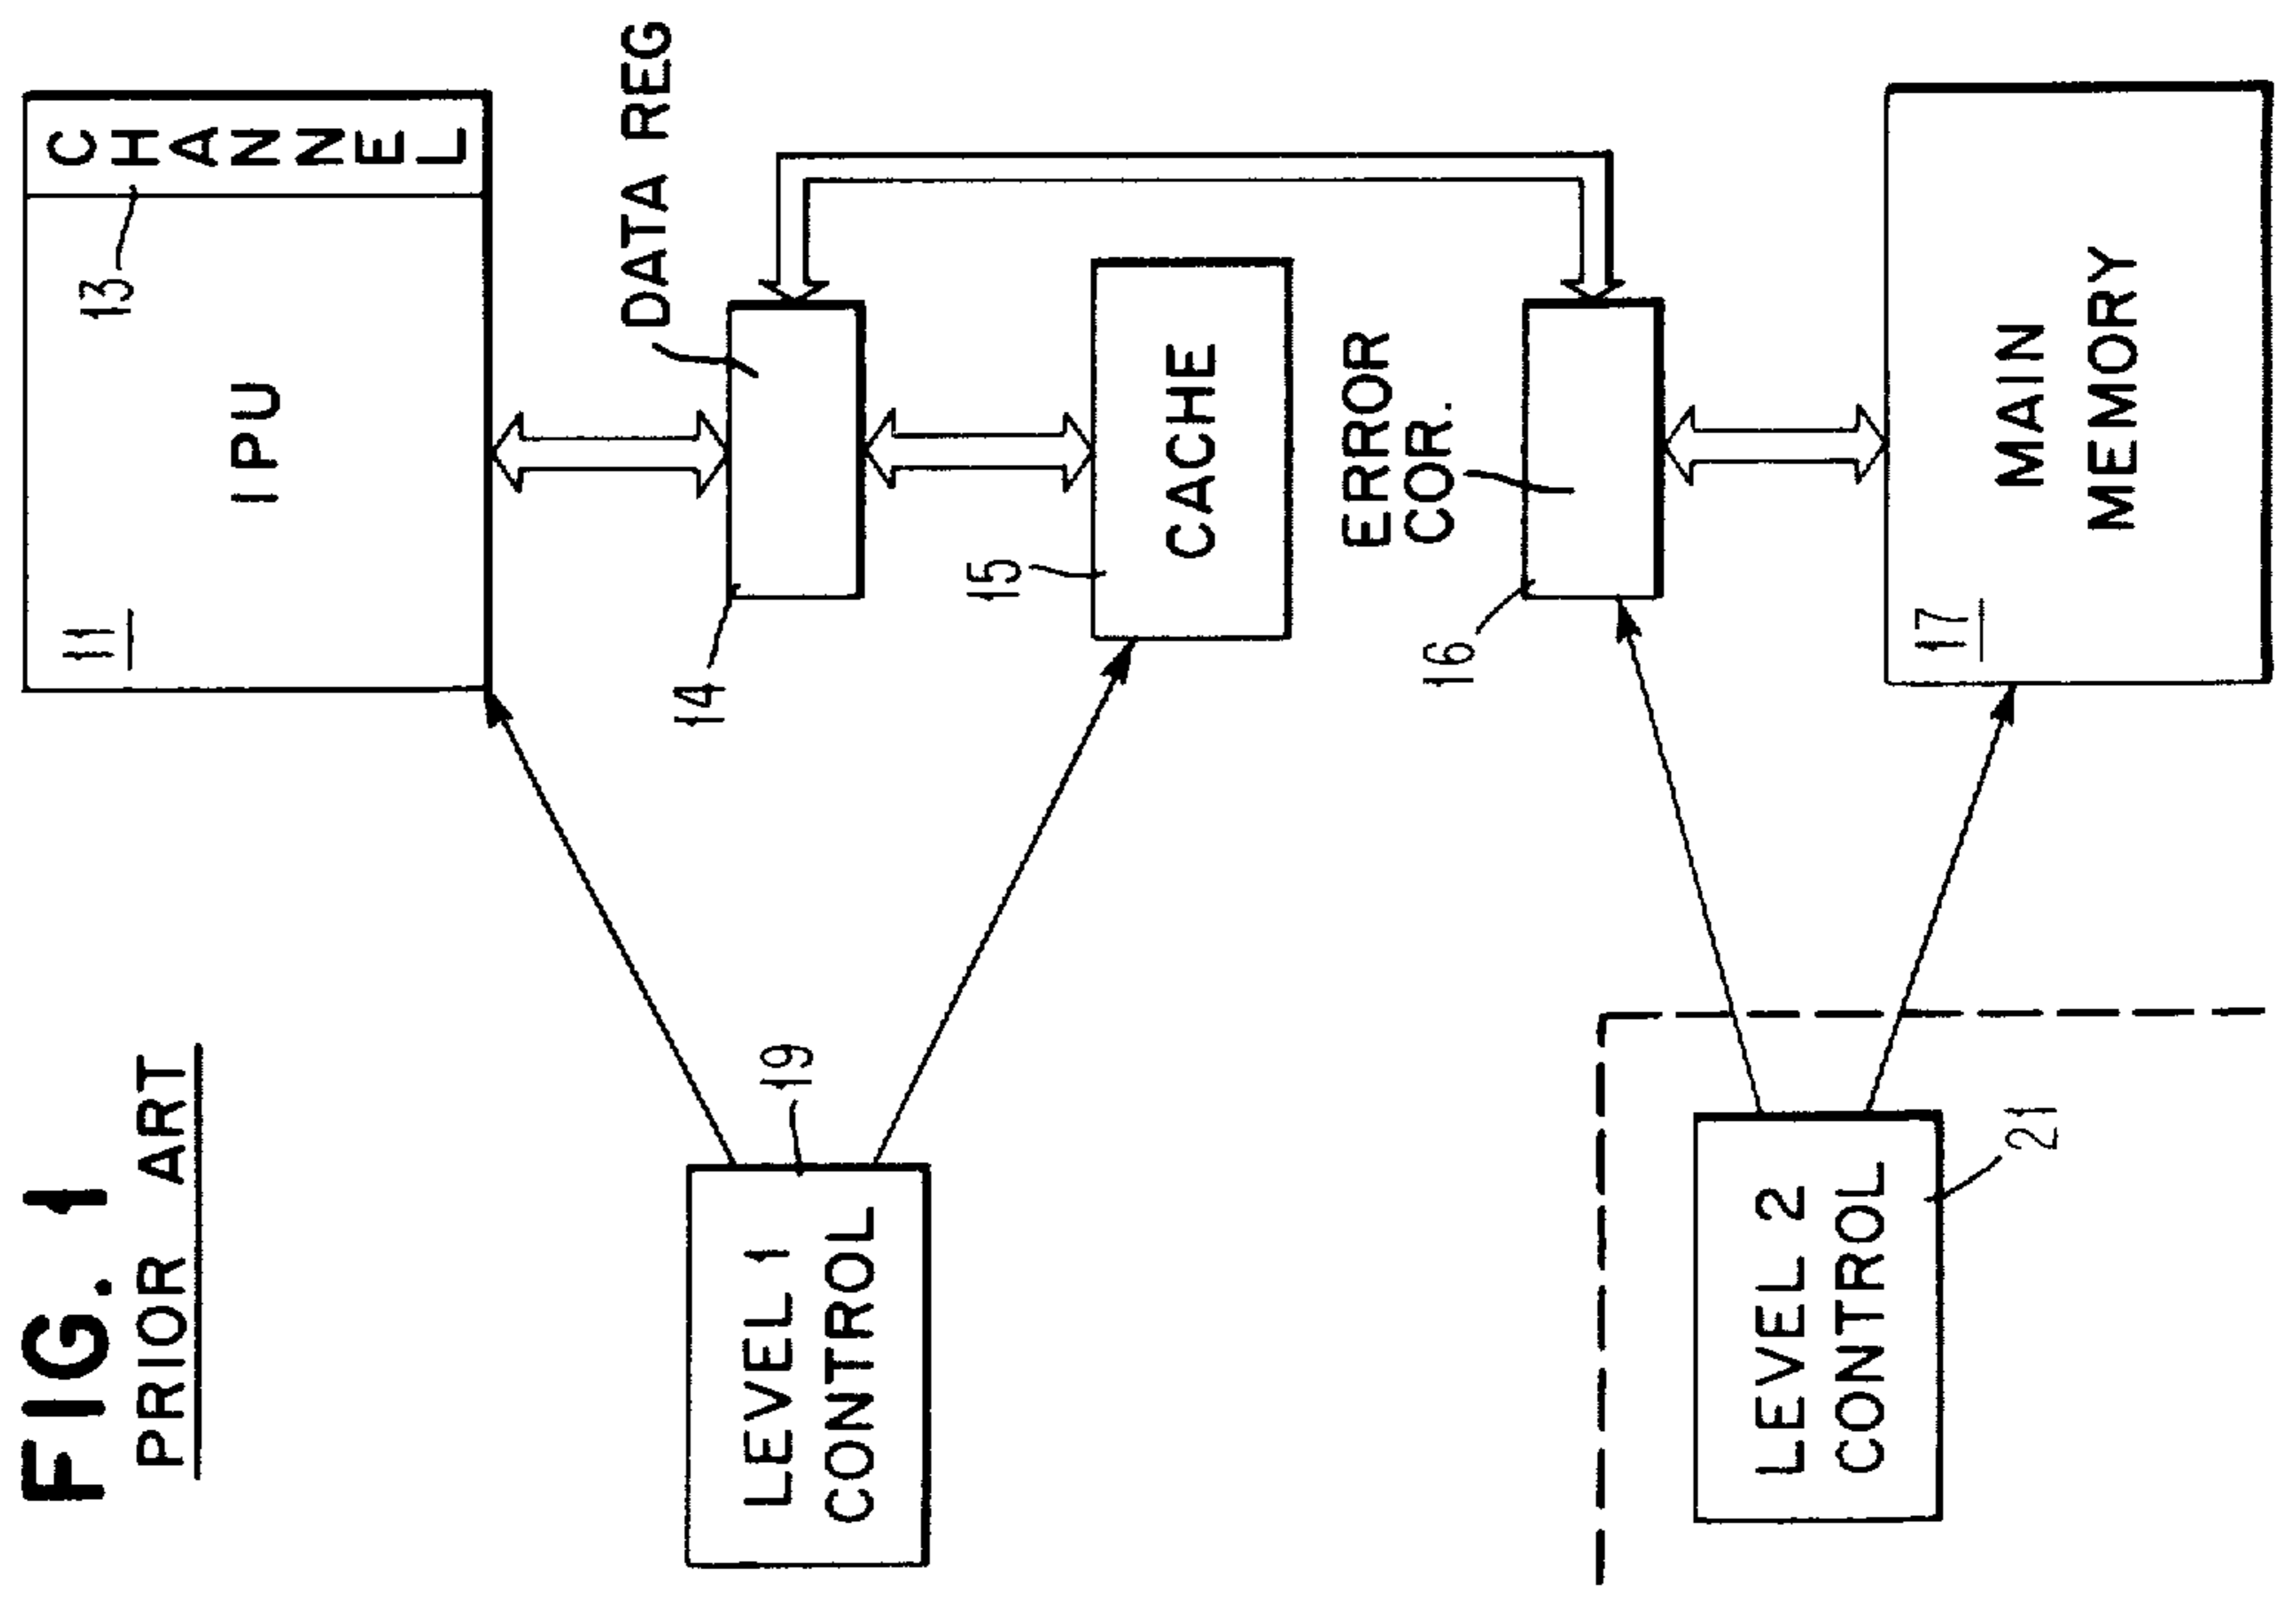 FIG. 1
PRIOR ART
11
IPU
13
CHANNEL
14
DATA REG
15
CACHE
LEVEL 1
CONTROL
19
ERROR
COR.
16
17
MAIN
MEMORY
LEVEL 2
CONTROL
21